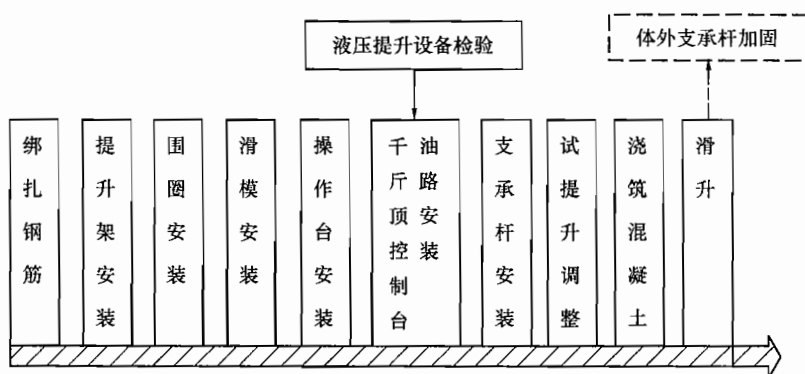 液压提升设备检验
体外支承杆加固
绑扎钢筋
提升架安装
围圈安装
滑模安装
操作台安装
千斤顶控制台
油路安装
支承杆安装
试提升调整
浇筑混凝土
滑升